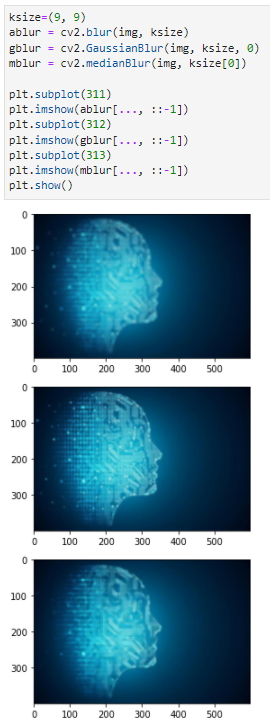 ksize=(9, 9)
ablur = cv2.blur(img, ksize)
gblur = cv2.GaussianBlur(img, ksize, 0)
mblur = cv2.medianBlur(img, ksize[0])
plt.subplot(311)
plt.imshow(ablur[..., ::-1])
plt.subplot(312)
plt.imshow(gblur[..., ::-1])
plt.subplot(313)
plt.imshow(mblur[..., ::-1])
plt.show()
0
100
200
300
0 100 200 300 400 500
0
100
200
300
0 100 200 300 400 500
0
100
200
300
0 100 200 300 400 500